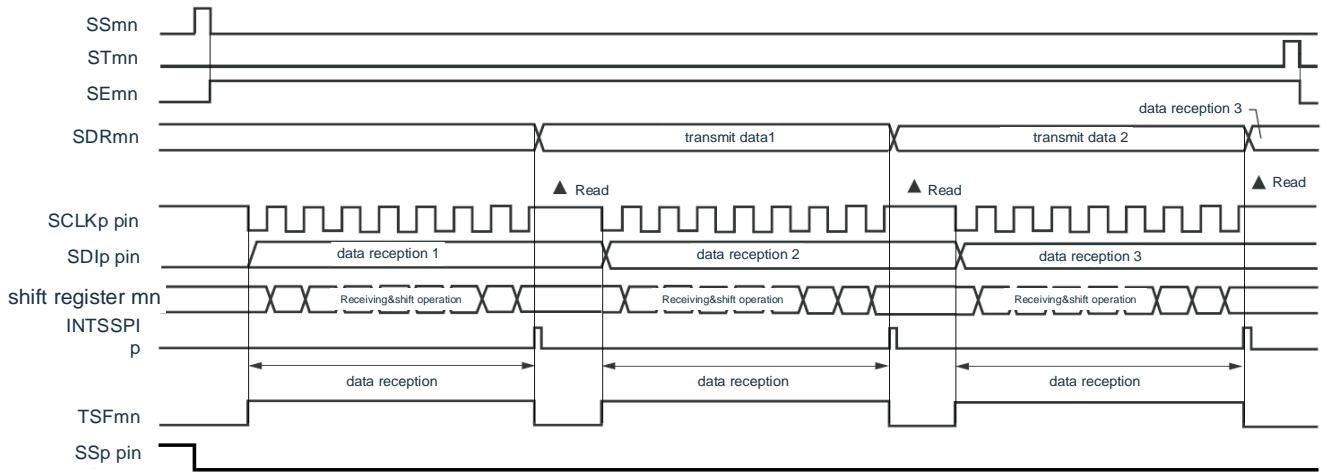 SSmn
STmn
SEmn
data reception 3
SDRmn
transmit data1
transmit data 2
Read
Read
Read
SCLKp pin
SDIp pin
data reception 1
data reception 2
data reception 3
shift register mn
Receiving&shift operation
Receiving&shift operation
Receiving&shift operation
INTSSPI
p
data reception
data reception
data reception
TSFmn
SSp pin